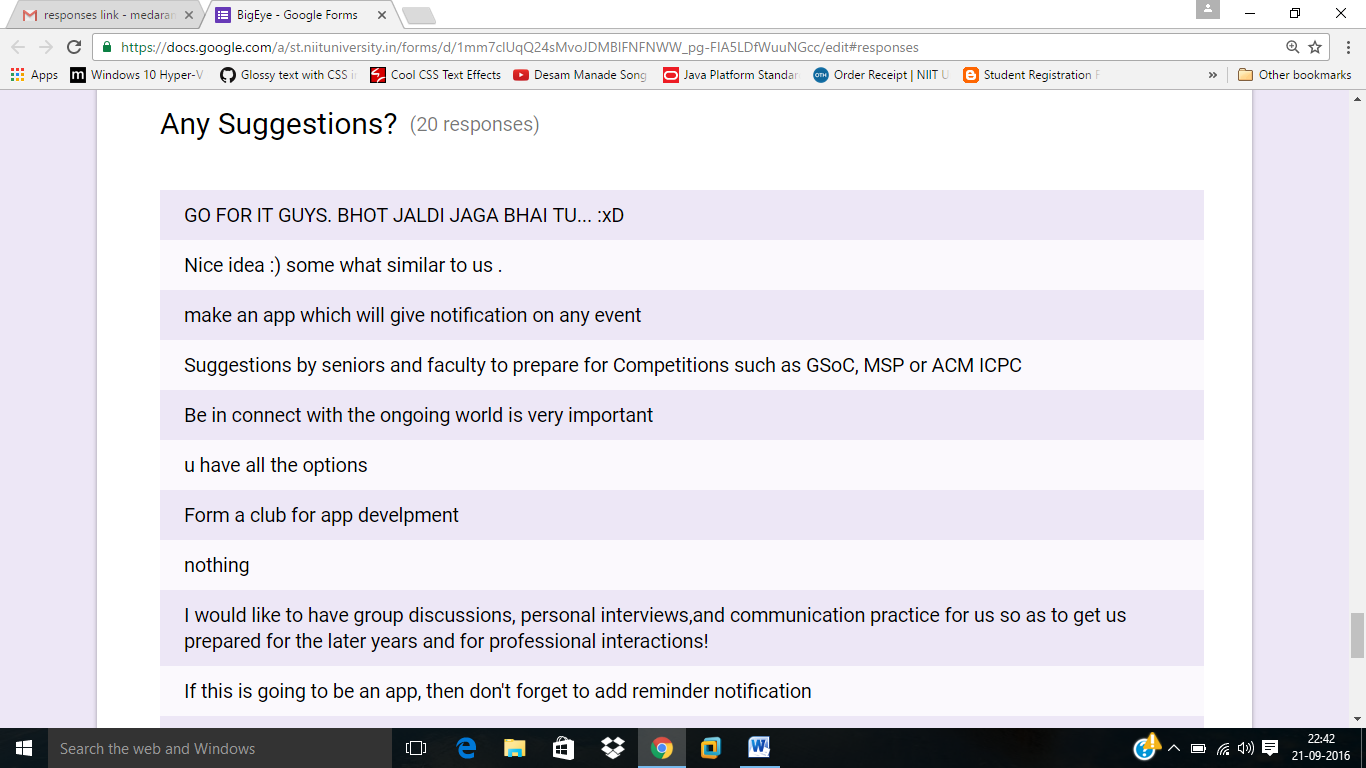 responses link - medaran
BigEye - Google Forms
https://docs.google.com/a/st.niituniversity.in/forms/d/1mm7clUqQ24sMvoJDMBlFNFNWW_pg-FlA5LDfWuuNGcc/edit#responses
Apps
Windows 10 Hyper-V
Glossy text with CSS i
Cool CSS Text Effects
Desam Manade Song
Java Platform Standar
OTH
Order Receipt | NIIT U
Student Registration F
»
Other bookmarks
Any Suggestions? (20 responses)
GO FOR IT GUYS. BHOT JALDI JAGA BHAI TU... :xD
Nice idea :) some what similar to us .
make an app which will give notification on any event
Suggestions by seniors and faculty to prepare for Competitions such as GSoC, MSP or ACM ICPC
Be in connect with the ongoing world is very important
u have all the options
Form a club for app develpment
nothing
I would like to have group discussions, personal interviews,and communication practice for us so as to get us
prepared for the later years and for professional interactions!
If this is going to be an app, then don't forget to add reminder notification
Search the web and Windows
22:42
21-09-2016